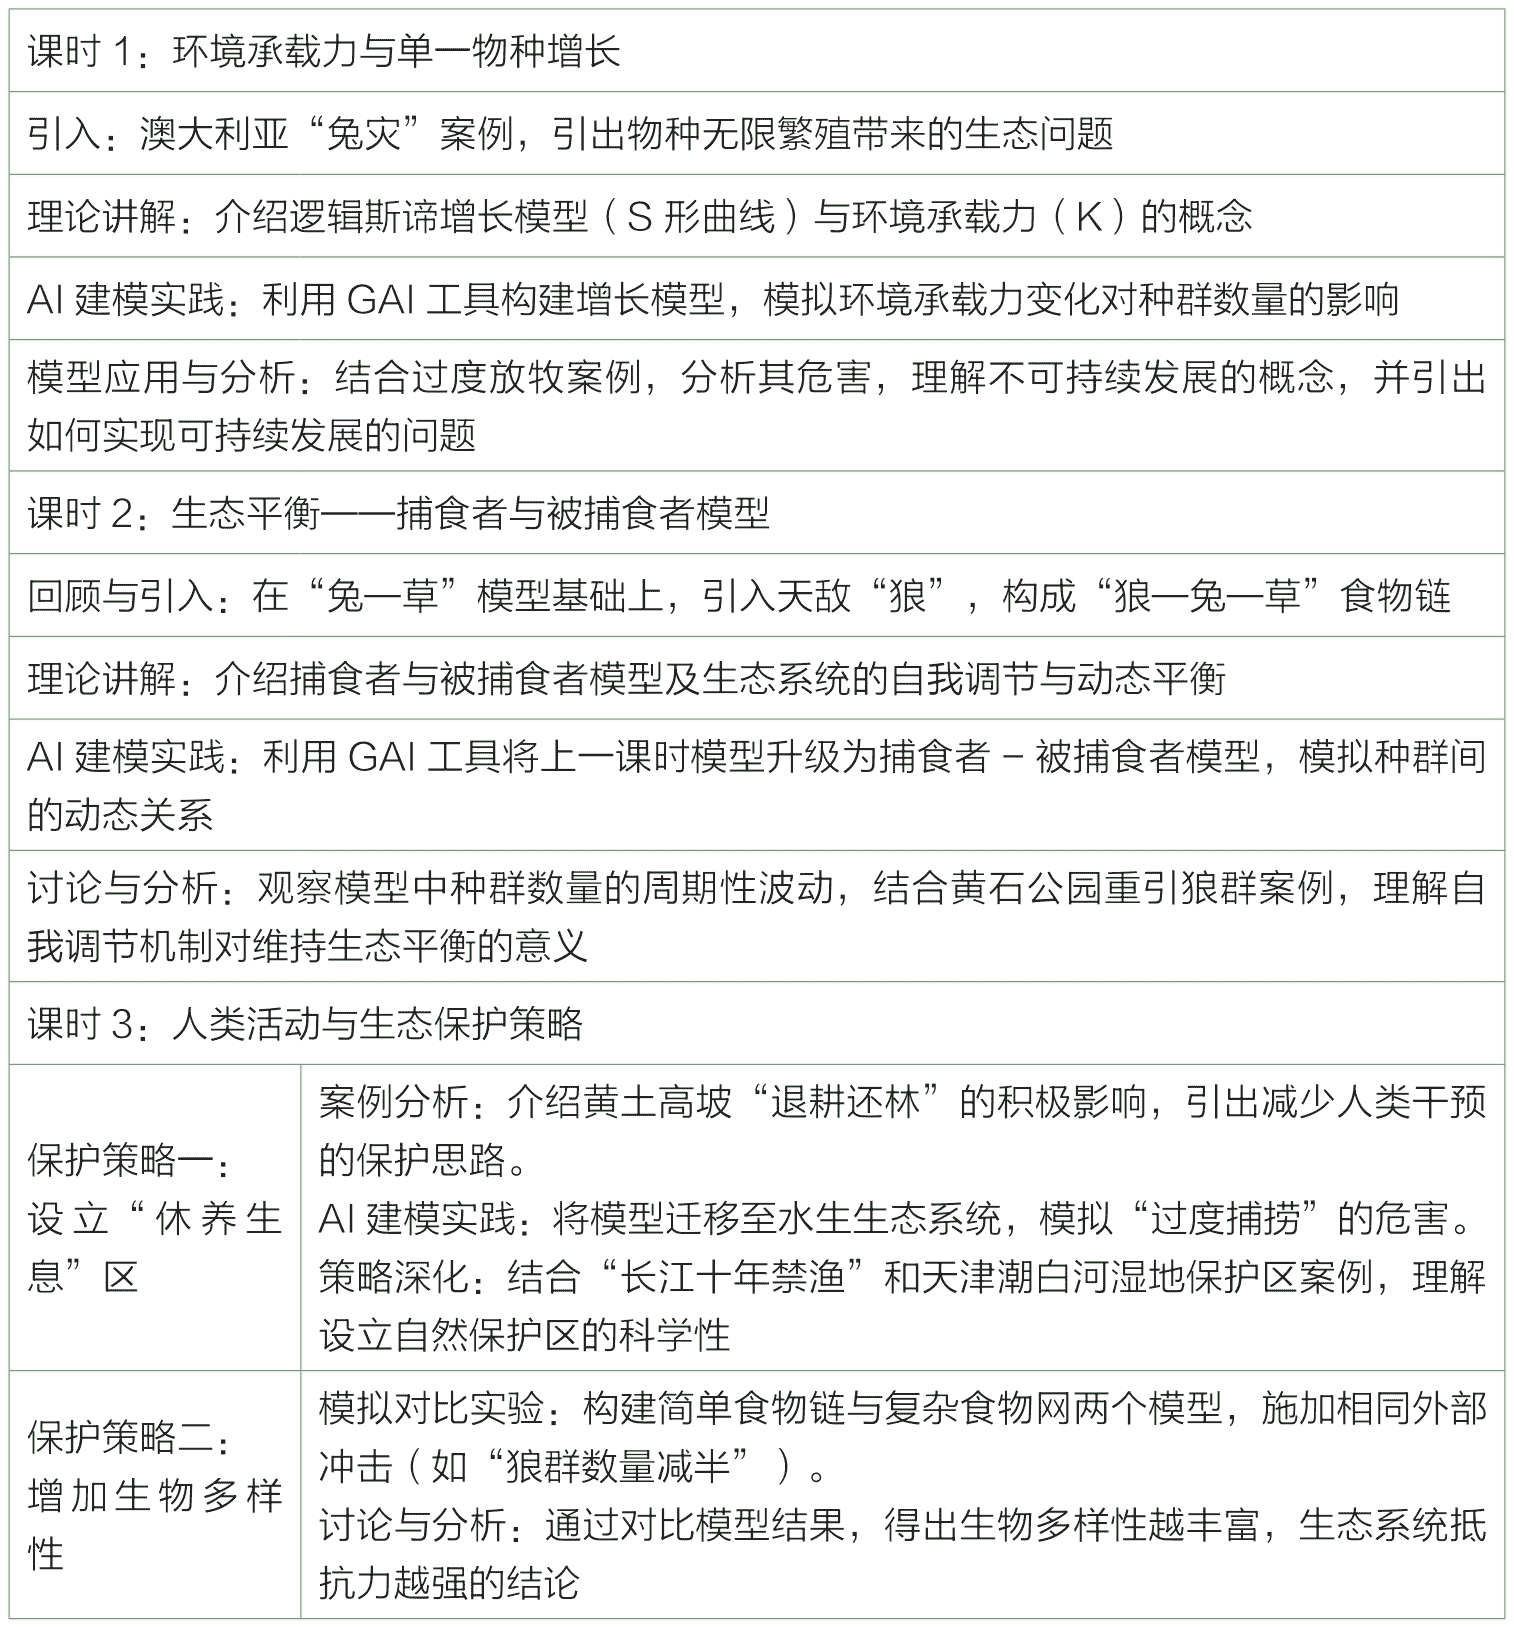 课时 1：环境承载力与单一物种增长
引入：澳大利亚“兔灾”案例，引出物种无限繁殖带来的生态问题
理论讲解：介绍逻辑斯谛增长模型（S 形曲线）与环境承载力（K）的概念
AI 建模实践：利用 GAI 工具构建增长模型，模拟环境承载力变化对种群数量的影响
模型应用与分析：结合过度放牧案例，分析其危害，理解不可持续发展的概念，并引出
如何实现可持续发展的问题
课时 2：生态平衡——捕食者与被捕食者模型
回顾与引入：在“兔—草”模型基础上，引入天敌“狼”，构成“狼—兔—草”食物链
理论讲解：介绍捕食者与被捕食者模型及生态系统的自我调节与动态平衡
AI 建模实践：利用 GAI 工具将上一课时模型升级为捕食者 – 被捕食者模型，模拟种群间
的动态关系
讨论与分析：观察模型中种群数量的周期性波动，结合黄石公园重引狼群案例，理解自
我调节机制对维持生态平衡的意义
课时 3：人类活动与生态保护策略
保护策略一：
设立“休养生
息”区
案例分析：介绍黄土高坡“退耕还林”的积极影响，引出减少人类干预
的保护思路。
AI 建模实践：将模型迁移至水生生态系统，模拟“过度捕捞”的危害。
策略深化：结合“长江十年禁渔”和天津潮白河湿地保护区案例，理解
设立自然保护区的科学性
保护策略二：
增加生物多样
性
模拟对比实验：构建简单食物链与复杂食物网两个模型，施加相同外部
冲击（如“狼群数量减半”）。
讨论与分析：通过对比模型结果，得出生物多样性越丰富，生态系统抵
抗力越强的结论